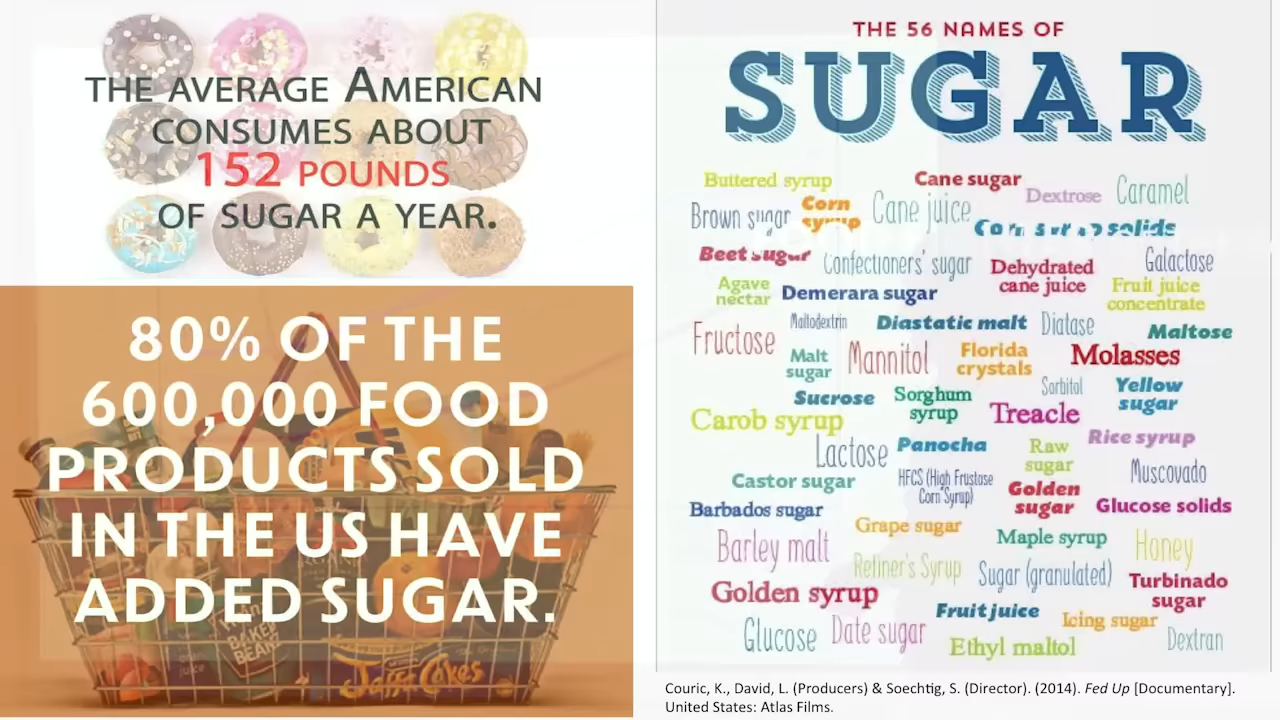 THE AVERAGE AMERICAN
CONSUMES ABOUT
152 POUNDS
OF SUGAR A YEAR.
80% OF THE
600,000 FOOD
PRODUCTS SOLD
IN THE US HAVE
ADDED SUGAR.
BAKED
BEANS
Jaffa Cakes
THE 56 NAMES OF
SUGAR
Buttered syrup
Cane sugar
Dextrose
Caramel
Brown sugar
Corn
syrup
Cane juice
Corn syrup solids
Beet sugar
Confectioners' sugar
Dehydrated
cane juice
Galactose
Agave
nectar
Demerara sugar
Fruit juice
concentrate
Fructose
Maltodextrin
Diastatic malt
Diatase
Maltose
Malt
sugar
Mannitol
Florida
crystals
Molasses
Sucrose
Sorghum
syrup
Sorbitol
Yellow
sugar
Carob syrup
Treacle
Lactose
Panocha
Raw
sugar
Rice syrup
Castor sugar
HFCS (High Frustose
Corn Syrup)
Golden
sugar
Muscovado
Barbados sugar
Glucose solids
Grape sugar
Barley malt
Maple syrup
Honey
Refiner's Syrup
Sugar (granulated)
Turbinado
sugar
Golden syrup
Fruit juice
Icing sugar
Glucose
Date sugar
Ethyl maltol
Dextran
Couric, K., David, L. (Producers) & Soechtig, S. (Director). (2014). Fed Up [Documentary].
United States: Atlas Films.